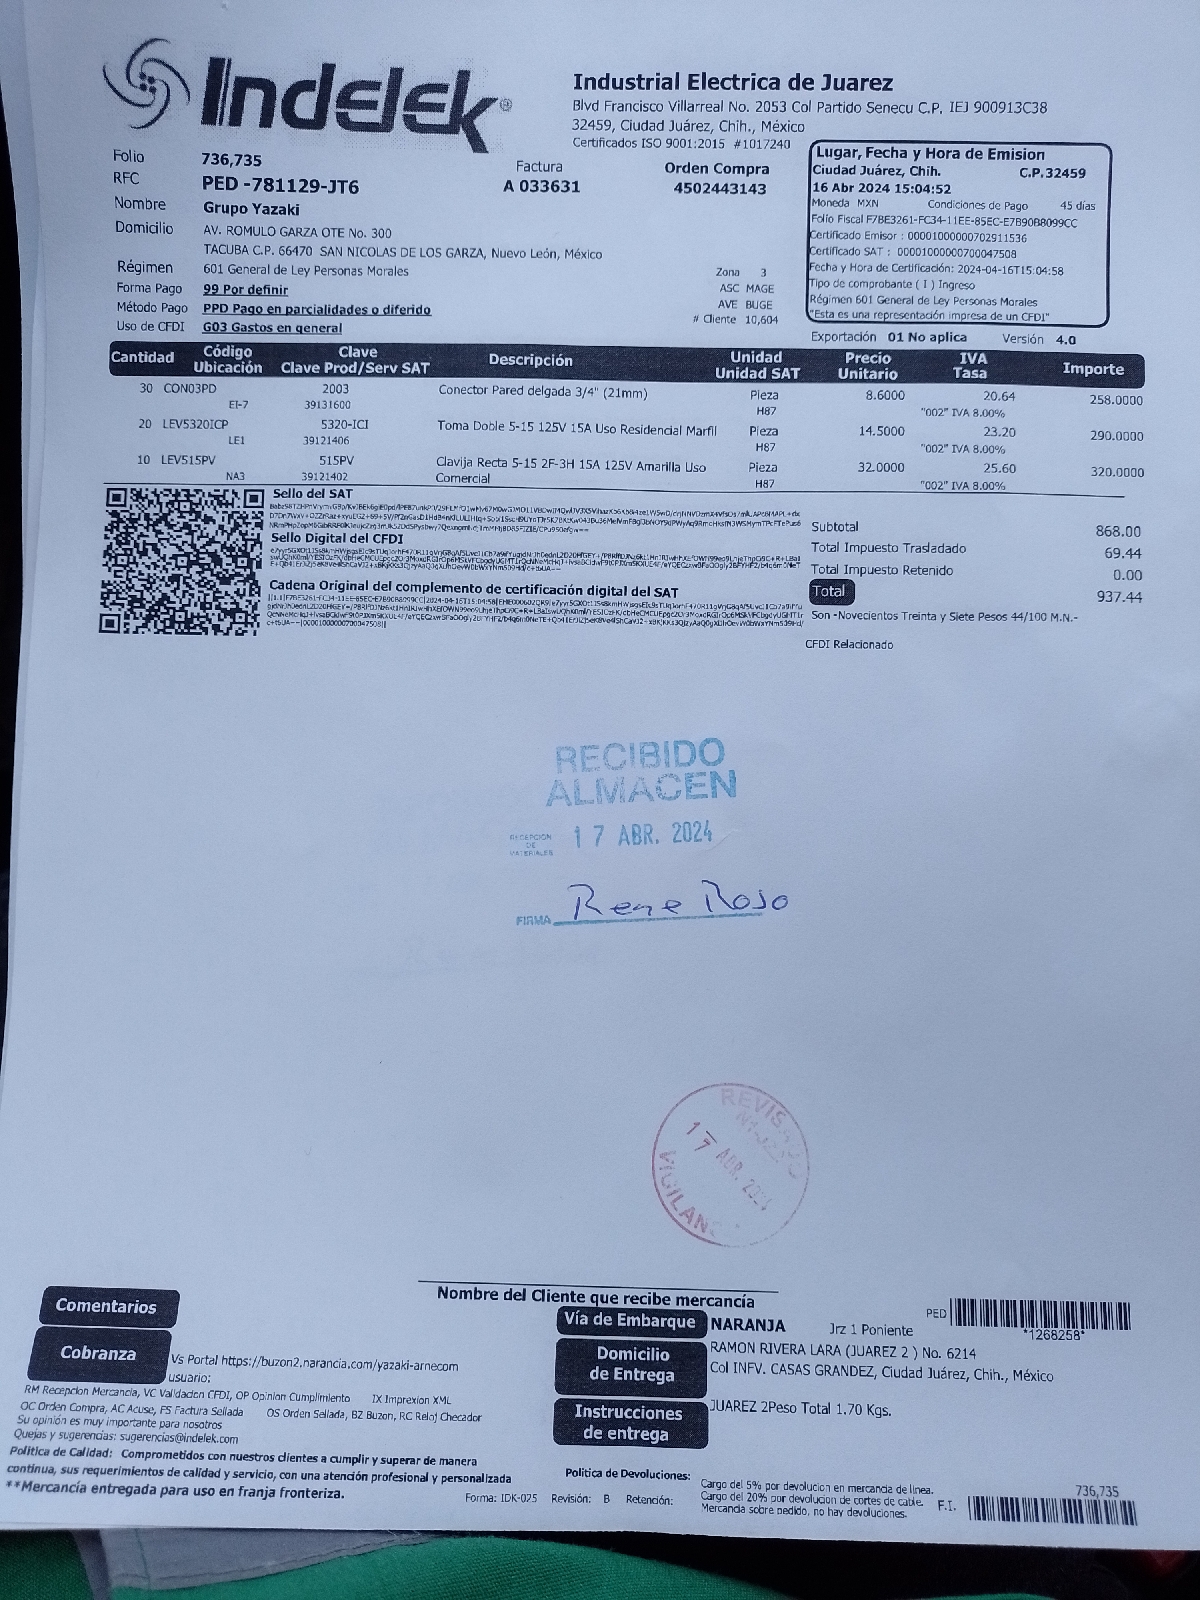 Indelek®
Industrial Electrica de Juarez
Blvd Francisco Villarreal No. 2053 Col Partido Senecu C.P. IEJ 900913C38
32459, Ciudad Juárez, Chih., México
Certificados ISO 9001:2015 #1017240
Folio 736,735
RFC PED -781129-JT6
Factura
A 033631
Orden Compra
4502443143
Nombre Grupo Yazaki
Domicilio AV. ROMULO GARZA OTE No. 300
TACUBA C.P. 66470 SAN NICOLAS DE LOS GARZA, Nuevo León, México
Régimen 601 General de Ley Personas Morales
Forma Pago 99 Por definir
Método Pago PPD Pago en parcialidades o diferido
Uso de CFDI G03 Gastos en general
Zona 3
ASC MAGE
AVE BUGE
# Cliente 10,604
Lugar, Fecha y Hora de Emision
Ciudad Juárez, Chih. C.P. 32459
16 Abr 2024 15:04:52
Moneda MXN Condiciones de Pago 45 días
Folio Fiscal F7BE3261-FC34-11EE-85EC-E7B90B8099CC
Certificado Emisor : 00001000000702911536
Certificado SAT : 00001000000700047508
Fecha y Hora de Certificación: 2024-04-16T15:04:58
Tipo de comprobante ( I ) Ingreso
Régimen 601 General de Ley Personas Morales
"Esta es una representación impresa de un CFDI"
Exportación 01 No aplica Versión 4.0
Cantidad Código Ubicación Clave Clave Prod/Serv SAT Descripción Unidad Unidad SAT Precio Unitario IVA Tasa Importe
30 CON03PD 2003 Conector Pared delgada 3/4" (21mm) Pieza 8.6000 20.64 258.0000
EI-7 39131600 H87 "002" IVA 8.00%
20 LEV5320ICP 5320-ICI Toma Doble 5-15 125V 15A Uso Residencial Marfil Pieza 14.5000 23.20 290.0000
LE1 39121406 H87 "002" IVA 8.00%
10 LEV515PV 515PV Clavija Recta 5-15 2F-3H 15A 125V Amarilla Uso Pieza 32.0000 25.60 320.0000
NA3 39121402 Comercial H87 "002" IVA 8.00%
Sello del SAT
Sello Digital del CFDI
Cadena Original del complemento de certificación digital del SAT
Subtotal 868.00
Total Impuesto Trasladado 69.44
Total Impuesto Retenido 0.00
Total 937.44
Son -Novecientos Treinta y Siete Pesos 44/100 M.N.-
CFDI Relacionado
RECIBIDO
ALMACEN
RECEPCION
DE
MATERIALES
17 ABR. 2024
FIRMA Rene Roso
REVISADO
17 ABR. 2024
VIGILAN
Nombre del Cliente que recibe mercancía
Comentarios
Cobranza
Vs Portal https://buzon2.narancia.com/yazaki-arnecom
usuario:
RM Recepcion Mercancia, VC Validacion CFDI, OP Opinion Cumplimiento IX Imprexion XML
OC Orden Compra, AC Acuse, FS Factura Sellada OS Orden Sellada, BZ Buzon, RC Reloj Checador
Su opinión es muy importante para nosotros
Quejas y sugerencias: sugerencias@indelek.com
Politica de Calidad: Comprometidos con nuestros clientes a cumplir y superar de manera
continua, sus requerimientos de calidad y servicio, con una atención profesional y personalizada
**Mercancía entregada para uso en franja fronteriza.
Vía de Embarque NARANJA Jrz 1 Poniente
PED *1268258*
Domicilio
de Entrega
RAMON RIVERA LARA (JUAREZ 2 ) No. 6214
Col INFV. CASAS GRANDEZ, Ciudad Juárez, Chih., México
Instrucciones
de entrega
JUAREZ 2Peso Total 1.70 Kgs.
Forma: IDK-025 Revisión: B Retención:
Politica de Devoluciones:
Cargo del 5% por devolucion en mercancia de linea.
Cargo del 20% por devolucion de cortes de cable.
Mercancia sobre pedido, no hay devoluciones.
F.I. 736,735